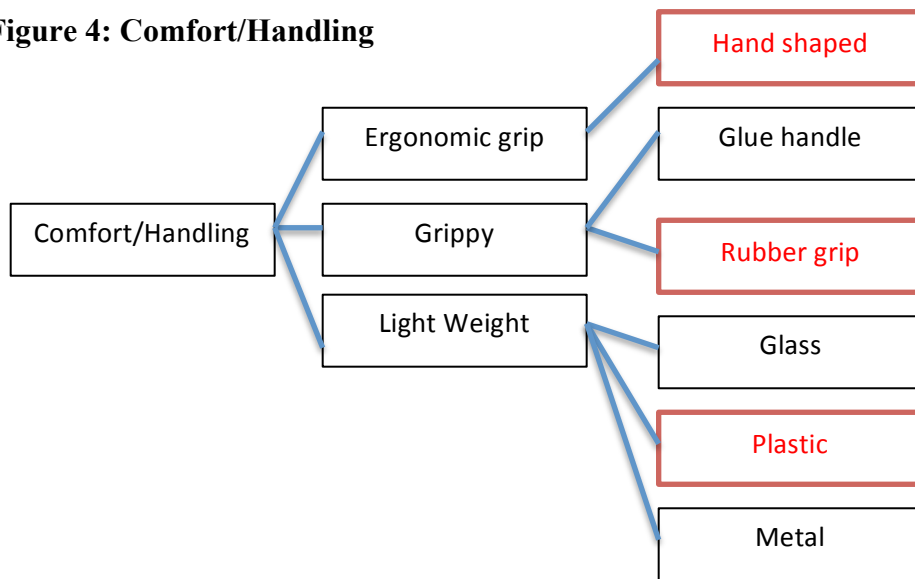 Figure 4: Comfort/Handling
Hand shaped
Ergonomic grip
Glue handle
Comfort/Handling
Grippy
Rubber grip
Light Weight
Glass
Plastic
Metal